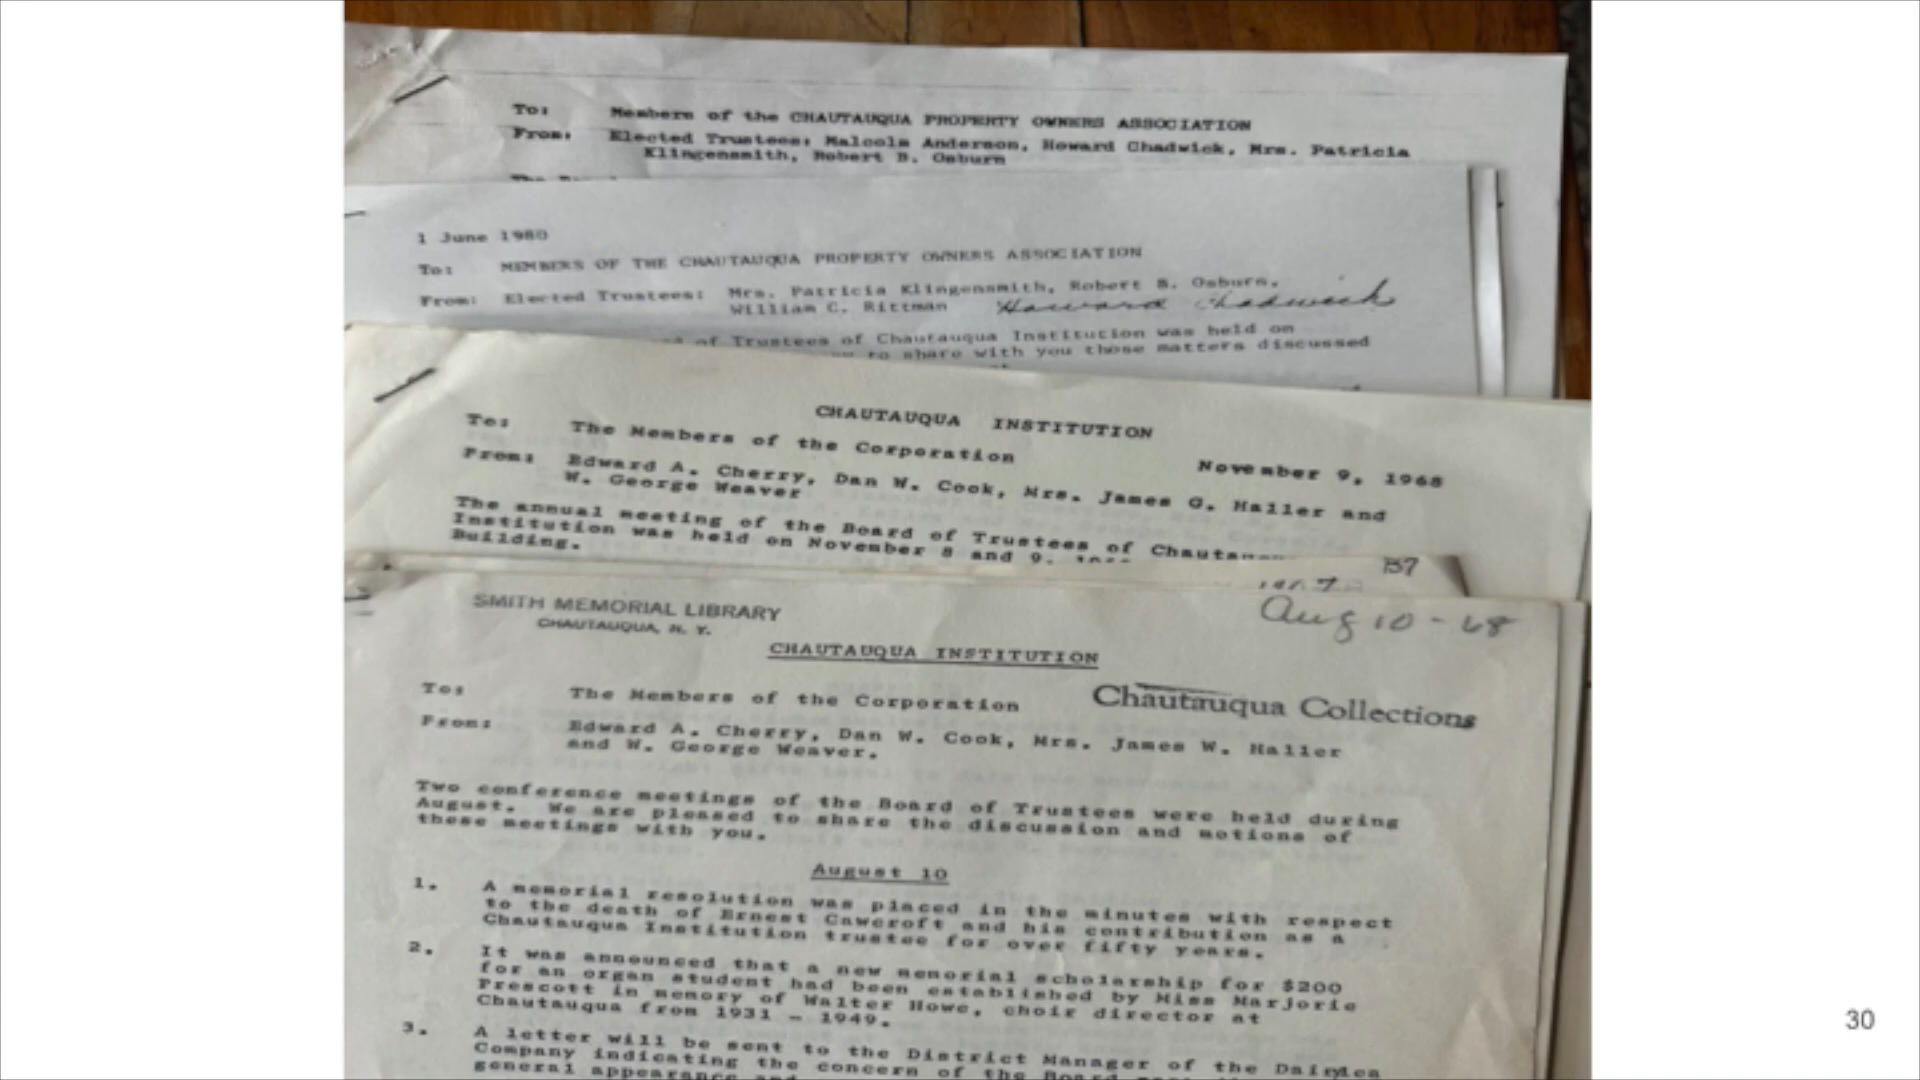 To: Members of the CHAUTAUQUA PROPERTY OWNERS ASSOCIATION
From: Elected Trustees: Malcolm Anderson, Howard Chadwick, Mrs. Patricia
Klingensmith, Robert B. Osburn
1 June 1980
To: MEMBERS OF THE CHAUTAUQUA PROPERTY OWNERS ASSOCIATION
From: Elected Trustees: Mrs. Patricia Klingensmith, Robert B. Osburn,
William C. Rittman Howard Chadwick
of Trustees of Chautauqua Institution was held on
to share with you those matters discussed
CHAUTAUQUA INSTITUTION
To: The Members of the Corporation
November 9, 1968
From: Edward A. Cherry, Dan W. Cook, Mrs. James G. Haller and
W. George Weaver
The annual meeting of the Board of Trustees of
Institution was held on November 8 and 9,
Building.
137
SMITH MEMORIAL LIBRARY
CHAUTAUQUA, N. Y.
Aug 10 - 68
CHAUTAUQUA INSTITUTION
To: The Members of the Corporation
Chautauqua Collections
From: Edward A. Cherry, Dan W. Cook, Mrs. James W. Haller
and W. George Weaver.
Two conference meetings of the Board of Trustees were held during
August. We are pleased to share the discussion and motions of
these meetings with you.
August 10
1. A memorial resolution was placed in the minutes with respect
to the death of Ernest Cawcroft and his contribution as a
Chautauqua Institution trustee for over fifty years.
2. It was announced that a new memorial scholarship for $200
for an organ student had been established by Miss Marjorie
Prescott in memory of Walter Howe, choir director at
Chautauqua from 1931 - 1949.
3. A letter will be sent to the District Manager of the Dairylea
Company indicating the concern of the Board
general appearance
30